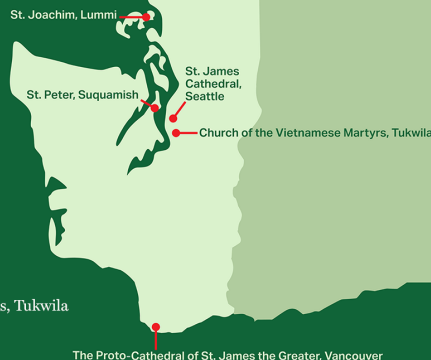 St. Joachim, Lummi
St. James
Cathedral,
Seattle
St. Peter, Suquamish
Church of the Vietnamese Martyrs, Tukwila
s, Tukwila
The Proto-Cathedral of St. James the Greater, Vancouver